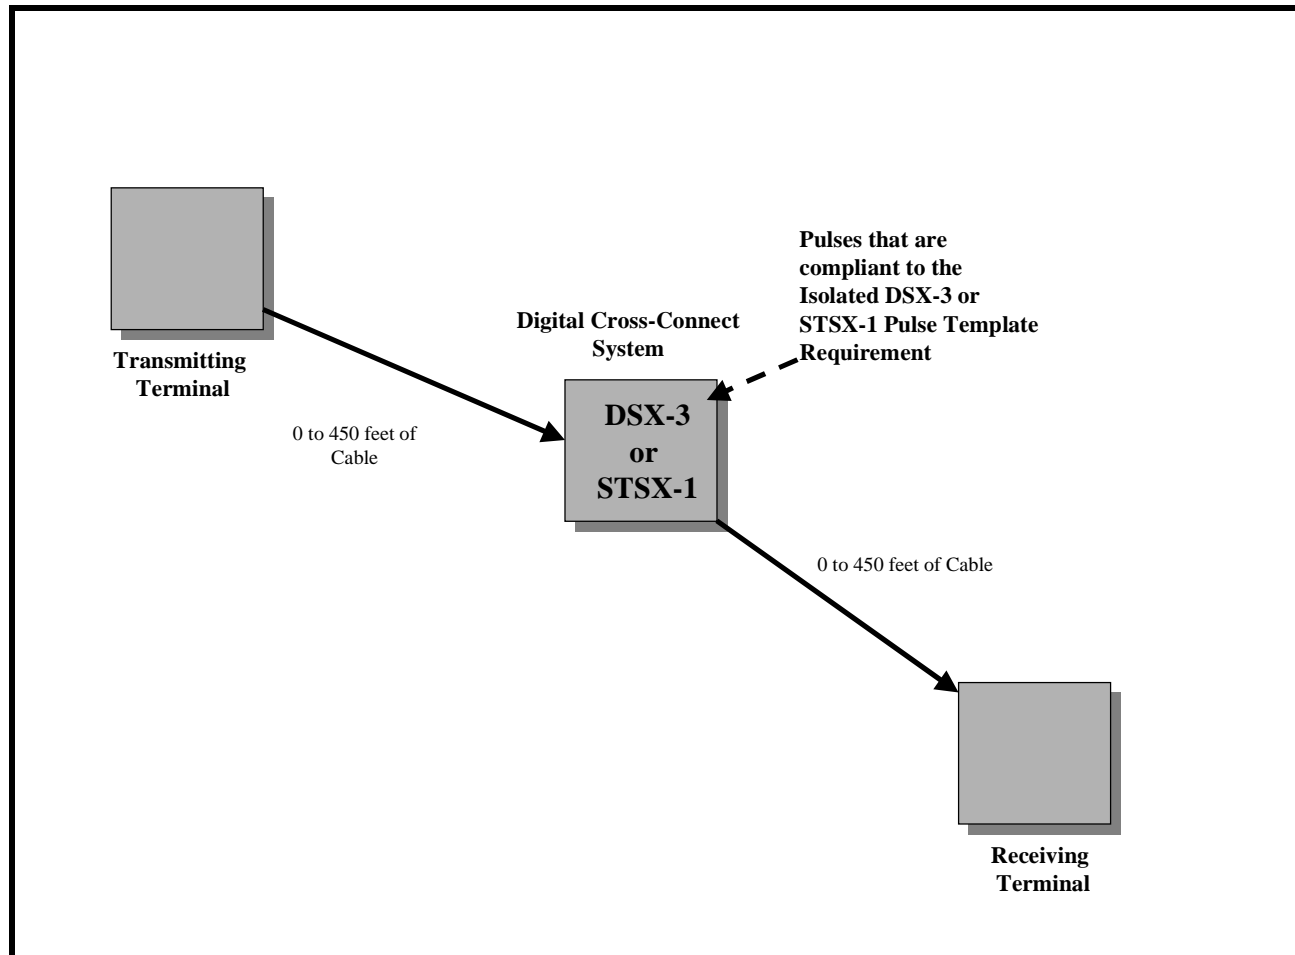 Transmitting
Terminal
0 to 450 feet of
Cable
Digital Cross-Connect
System
DSX-3
or
STSX-1
Pulses that are
compliant to the
Isolated DSX-3 or
STSX-1 Pulse Template
Requirement
0 to 450 feet of Cable
Receiving
Terminal